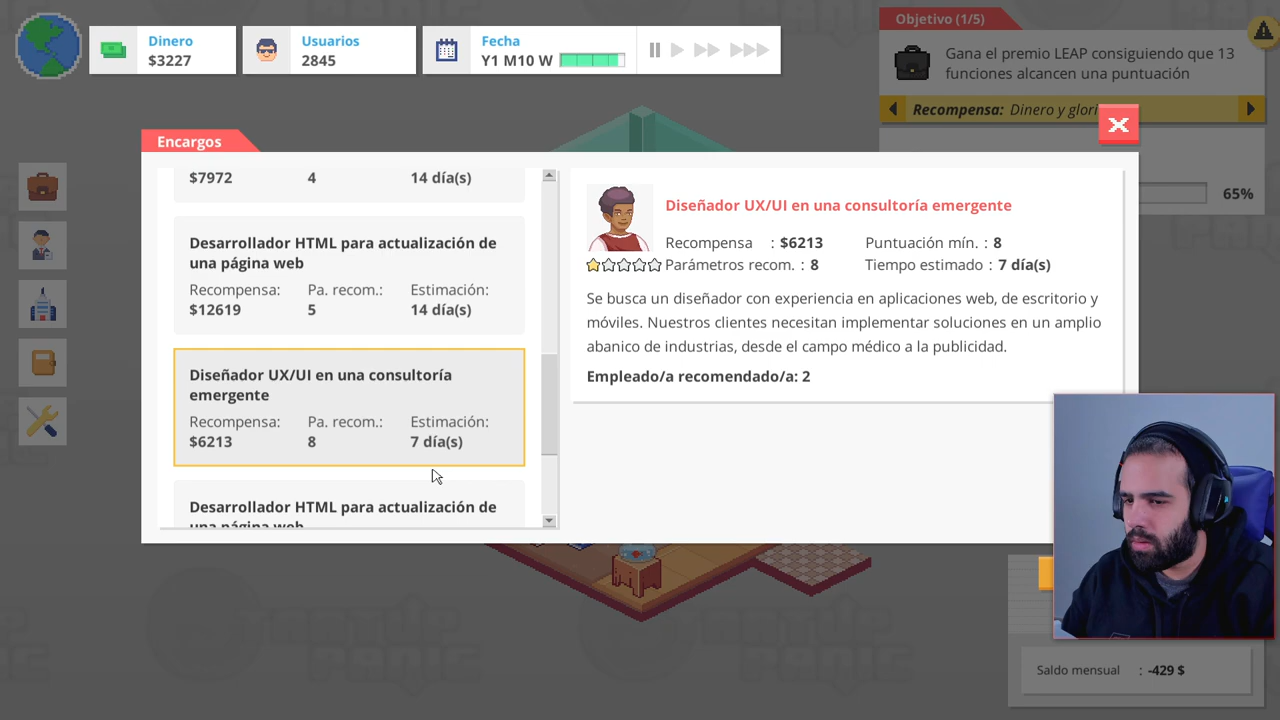 Dinero
$3227
Usuarios
2845
Fecha
Y1 M10 W
Objetivo (1/5)
Gana el premio LEAP consiguiendo que 13
funciones alcancen una puntuación
Recompensa: Dinero y glori
65%
Encargos
$7972 4 14 día(s)
Desarrollador HTML para actualización de
una página web
Recompensa: Pa. recom.: Estimación:
$12619 5 14 día(s)
Diseñador UX/UI en una consultoría
emergente
Recompensa: Pa. recom.: Estimación:
$6213 8 7 día(s)
Desarrollador HTML para actualización de
una página web
Diseñador UX/UI en una consultoría emergente
Recompensa : $6213 Puntuación mín. : 8
Parámetros recom. : 8 Tiempo estimado : 7 día(s)
Se busca un diseñador con experiencia en aplicaciones web, de escritorio y
móviles. Nuestros clientes necesitan implementar soluciones en un amplio
abanico de industrias, desde el campo médico a la publicidad.
Empleado/a recomendado/a: 2
Saldo mensual : -429 $